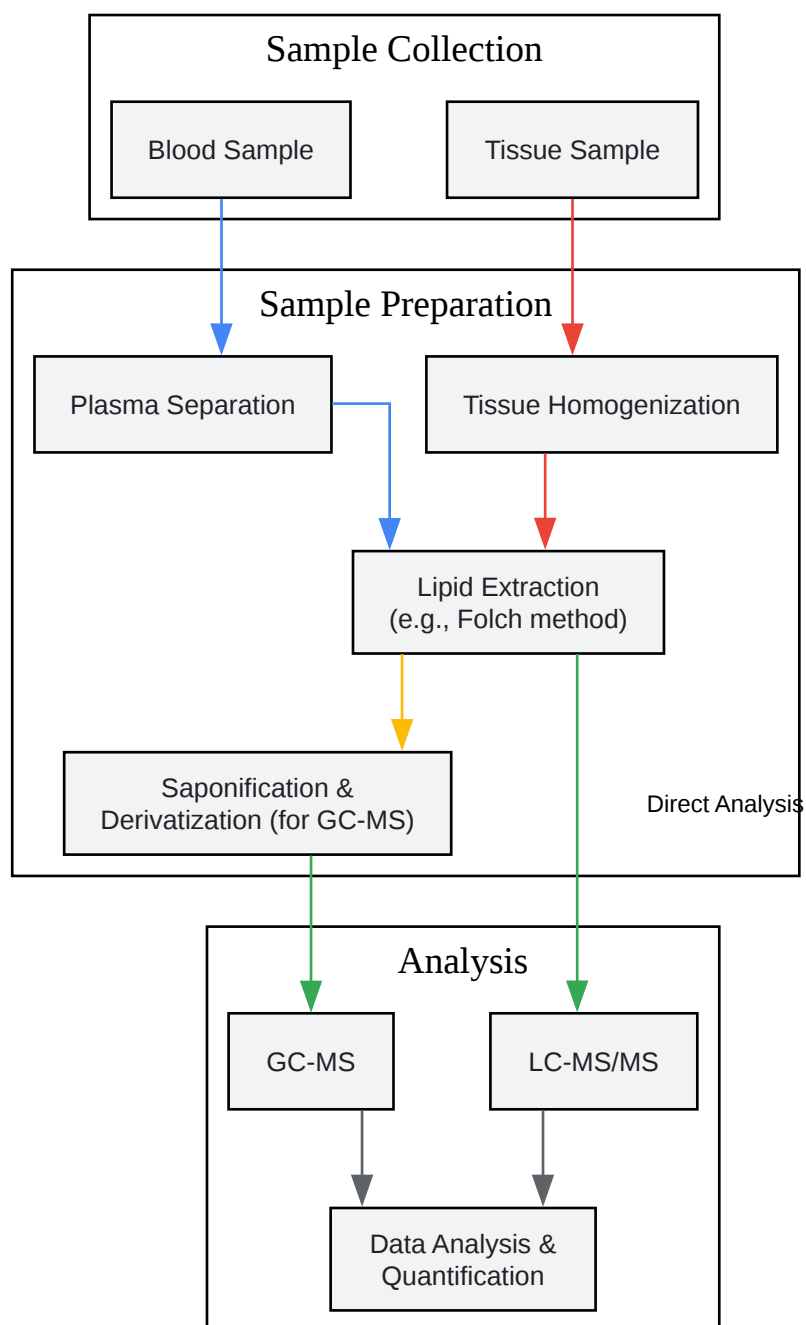 Sample Collection
Blood Sample
Tissue Sample
Sample Preparation
Plasma Separation
Tissue Homogenization
Lipid Extraction
(e.g., Folch method)
Saponification &
Derivatization (for GC-MS)
Direct Analysis
Analysis
GC-MS
LC-MS/MS
Data Analysis &
Quantification